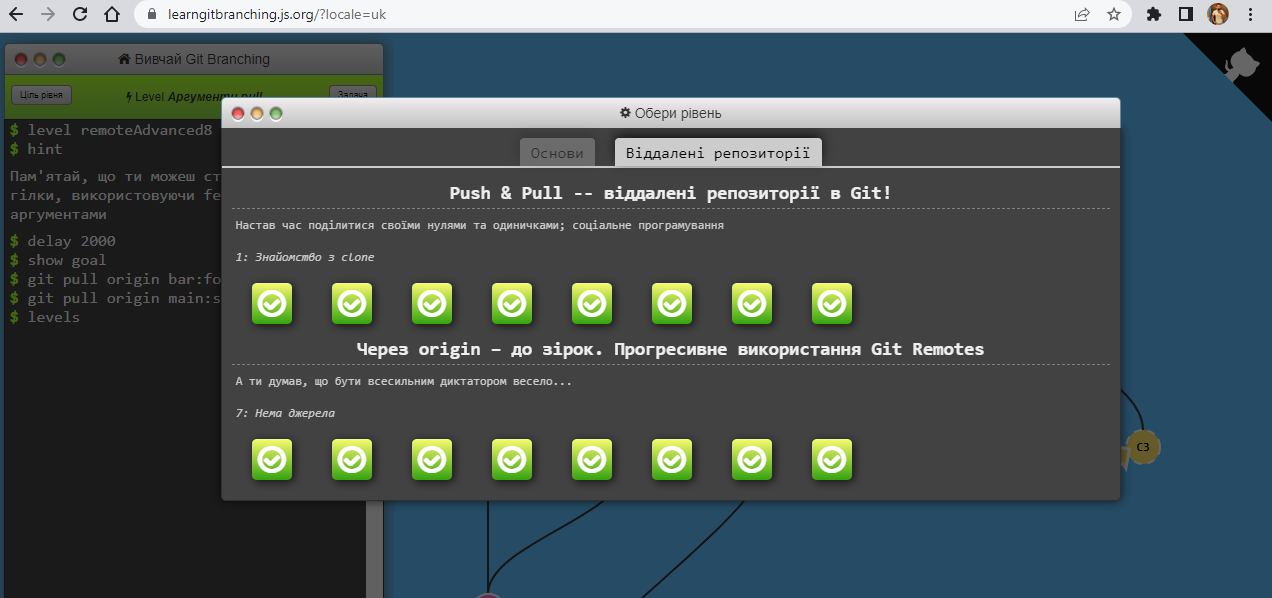 learngitbranching.js.org/?locale=uk
Вивчай Git Branching
Ціль рівня
Level Аргументи pull
Задача
$ level remoteAdvanced8
$ hint
Пам'ятай, що ти можеш ст
гілки, використовуючи fe
аргументами
$ delay 2000
$ show goal
$ git pull origin bar:fo
$ git pull origin main:s
$ levels
Обери рівень
Основи
Віддалені репозиторії
Push & Pull -- віддалені репозиторії в Git!
Настав час поділитися своїми нулями та одиничками; соціальне програмування
1: Знайомство з clone
Через origin – до зірок. Прогресивне використання Git Remotes
А ти думав, що бути всесильним диктатором весело...
7: Нема джерела
C3